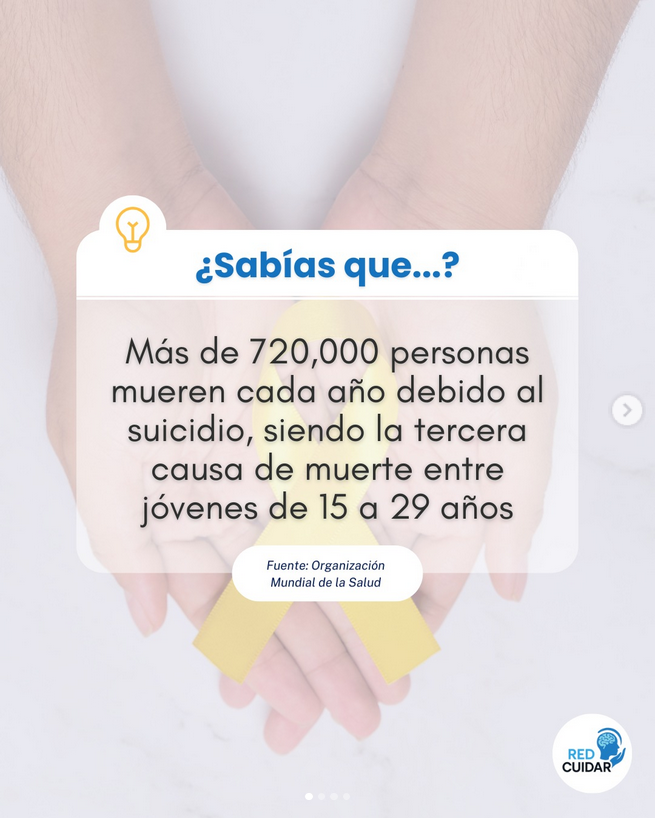 ¿Sabías que...?
Más de 720,000 personas
mueren cada año debido al
suicidio, siendo la tercera
causa de muerte entre
jóvenes de 15 a 29 años
Fuente: Organización
Mundial de la Salud
RED
CUIDAR